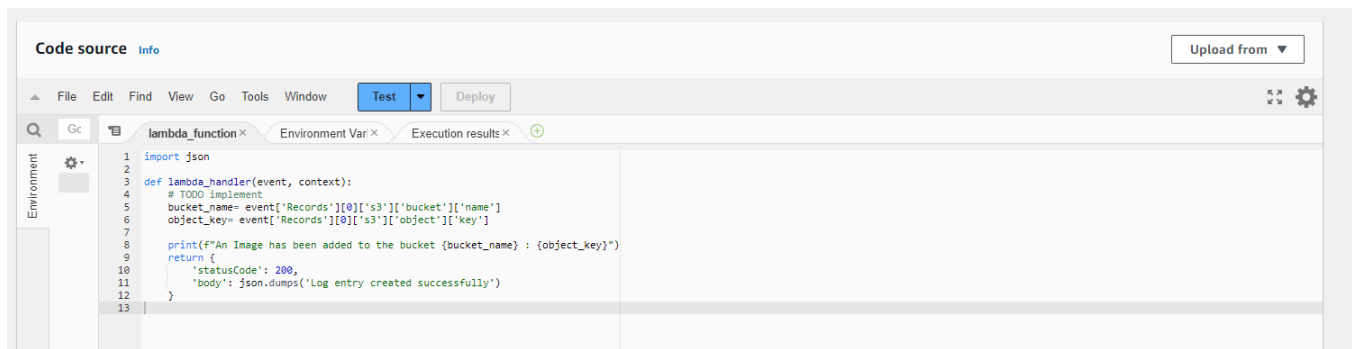 Code source Info
Upload from
File Edit Find View Go Tools Window Test Deploy
Gc lambda_function Environment Vari Execution results
Environment
1 import json
2
3 def lambda_handler(event, context):
4 # TODO implement
5 bucket_name= event['Records'][0]['s3']['bucket']['name']
6 object_key= event['Records'][0]['s3']['object']['key']
7
8 print(f"An Image has been added to the bucket {bucket_name} : {object_key}")
9 return {
10 'statusCode': 200,
11 'body': json.dumps('Log entry created successfully')
12 }
13